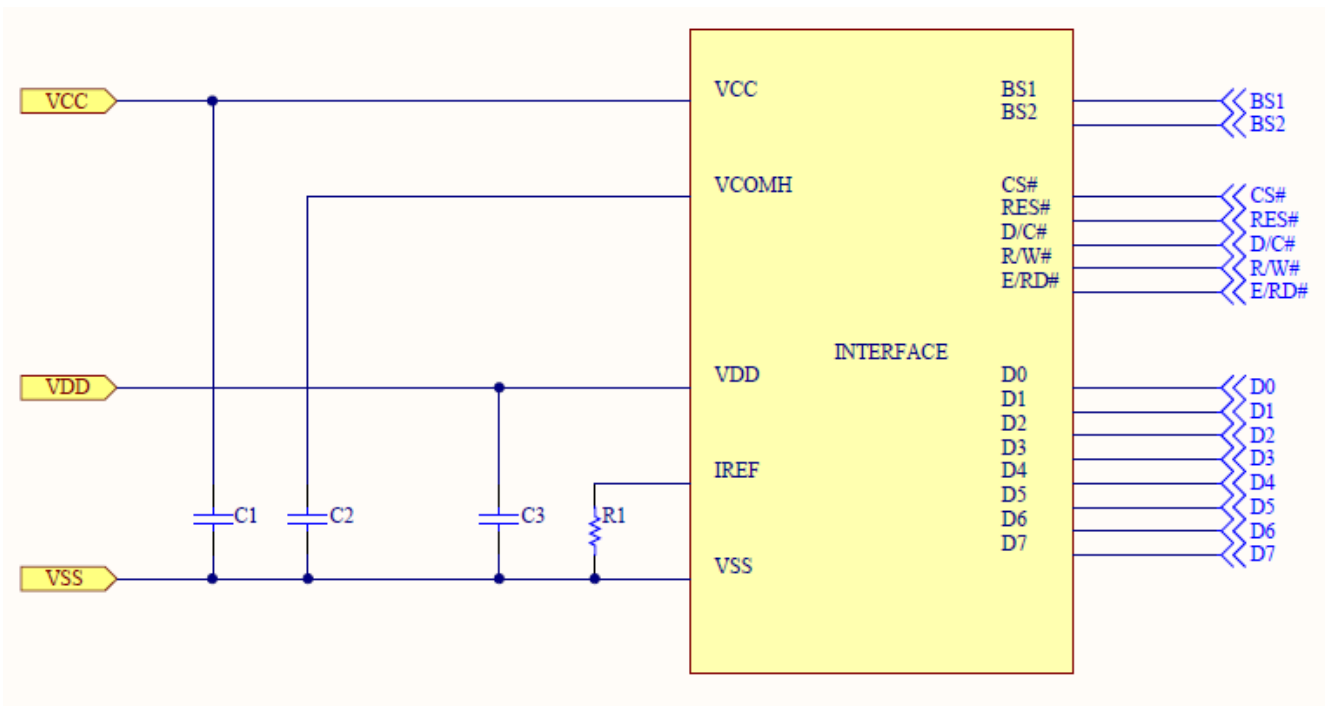 VCC
VCC
BS1
BS1
BS2
BS2
VCOMH
CS#
CS#
RES#
RES#
D/C#
D/C#
R/W#
R/W#
E/RD#
E/RD#
INTERFACE
VDD
VDD
D0
D0
D1
D1
D2
D2
D3
D3
IREF
D4
D4
D5
D5
C1
C2
C3
R1
D6
D6
D7
D7
VSS
VSS